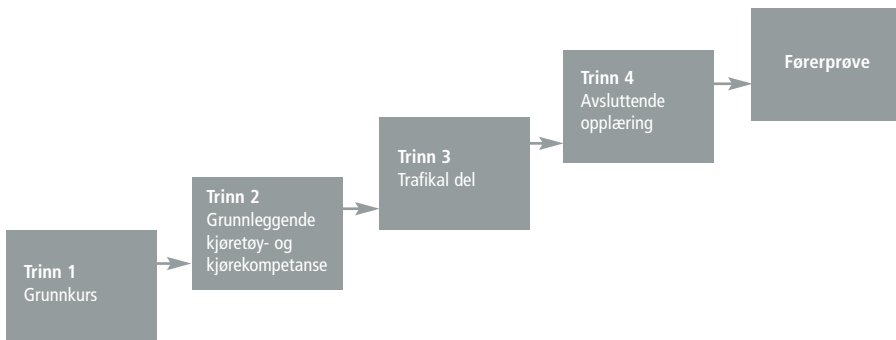 Trinn 1
Grunnkurs
Trinn 2
Grunnleggende
kjøretøy- og
kjørekompetanse
Trinn 3
Trafikal del
Trinn 4
Avsluttende
opplæring
Førerprøve